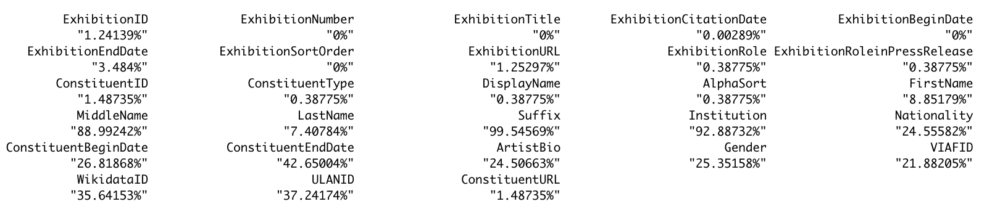 ExhibitionID ExhibitionNumber ExhibitionTitle ExhibitionCitationDate ExhibitionBeginDate
"1.24139%" "0%" "0%" "0.00289%" "0%"
ExhibitionEndDate ExhibitionSortOrder ExhibitionURL ExhibitionRole ExhibitionRoleinPressRelease
"3.484%" "0%" "1.25297%" "0.38775%" "0.38775%"
ConstituentID ConstituentType DisplayName AlphaSort FirstName
"1.48735%" "0.38775%" "0.38775%" "0.38775%" "8.85179%"
MiddleName LastName Suffix Institution Nationality
"88.99242%" "7.40784%" "99.54569%" "92.88732%" "24.55582%"
ConstituentBeginDate ConstituentEndDate ArtistBio Gender VIAFID
"26.81868%" "42.65004%" "24.50663%" "25.35158%" "21.88205%"
WikidataID ULANID ConstituentURL
"35.64153%" "37.24174%" "1.48735%"